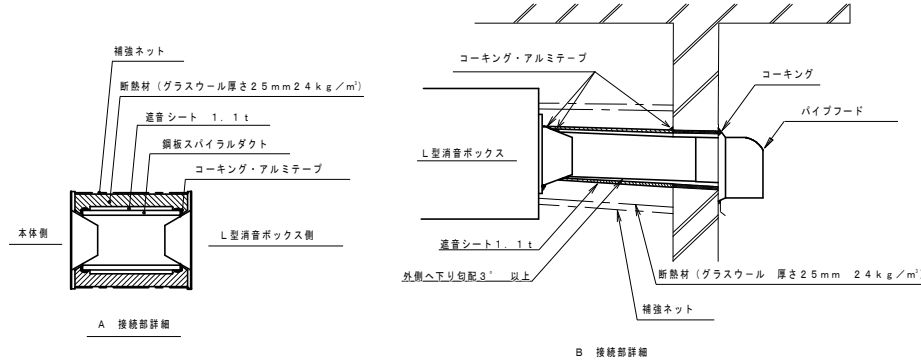 補強ネット
断熱材(グラスウール厚さ25mm24kg/m³)
遮音シート 1.1t
鋼板スパイラルダクト
コーキング・アルミテープ
本体側
L型消音ボックス側
A 接続部詳細
コーキング・アルミテープ
コーキング
パイプフード
L型消音ボックス
遮音シート1.1t
外側へ下り勾配3° 以上
断熱材(グラスウール 厚さ25mm 24kg/m³)
補強ネット
B 接続部詳細